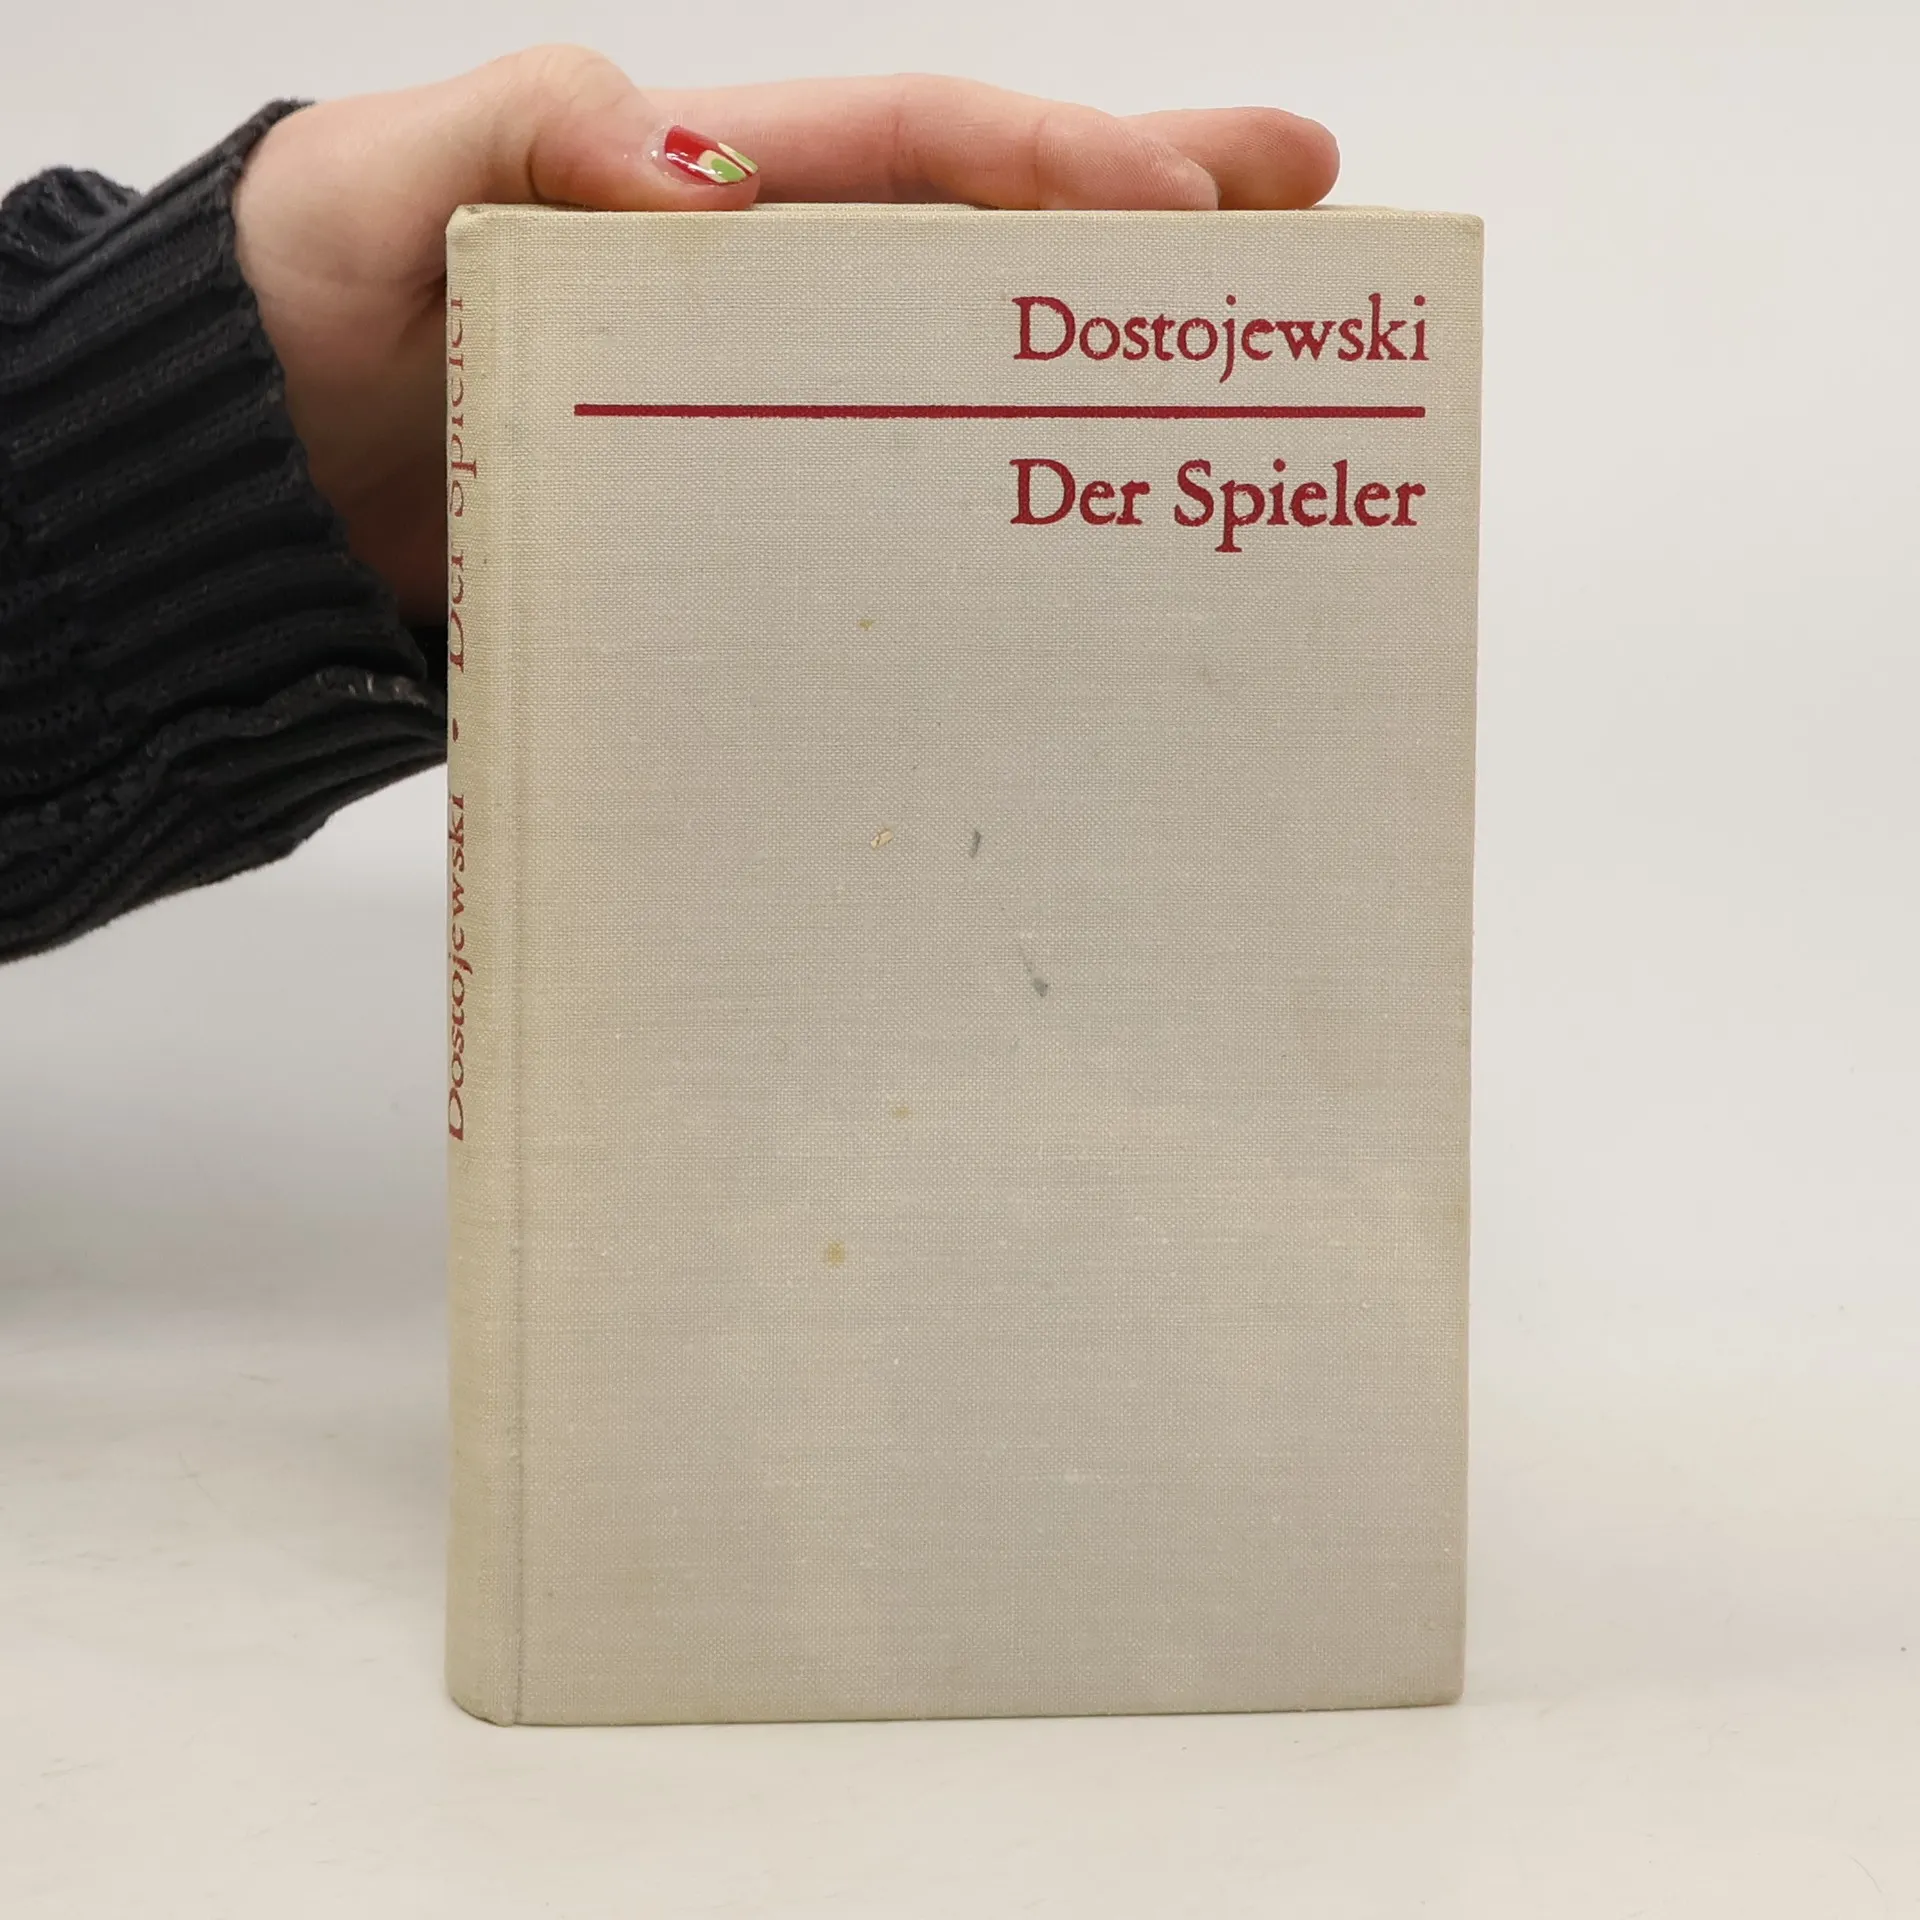 Dostojewski
Der Spieler
Dostojewski • Der Spieler